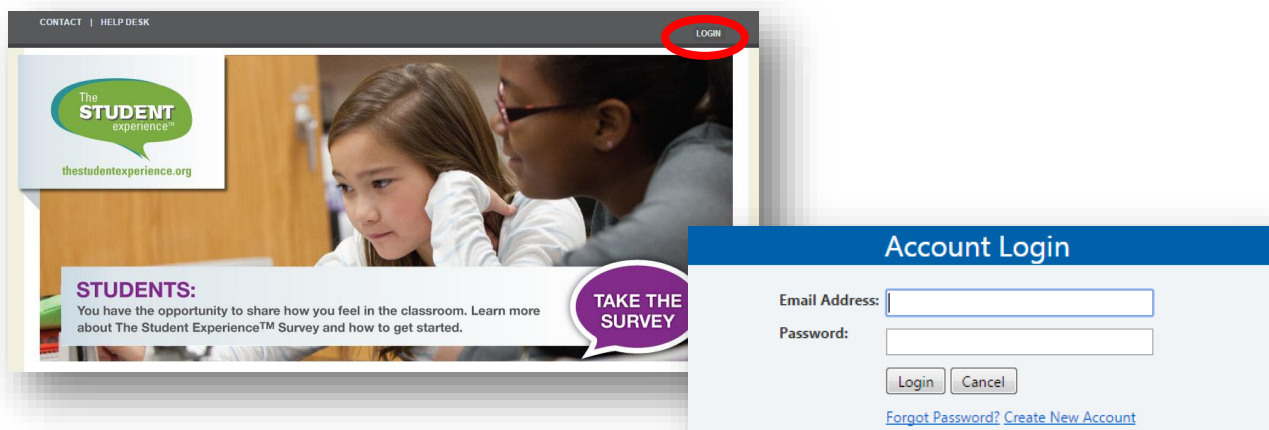 CONTACT | HELP DESK
LOGIN
The
STUDENT
experience™
thestudentexperience.org
STUDENTS:
You have the opportunity to share how you feel in the classroom. Learn more
about The Student Experience™ Survey and how to get started.
TAKE THE
SURVEY
Account Login
Email Address:
Password:
Login Cancel
Forgot Password? Create New Account